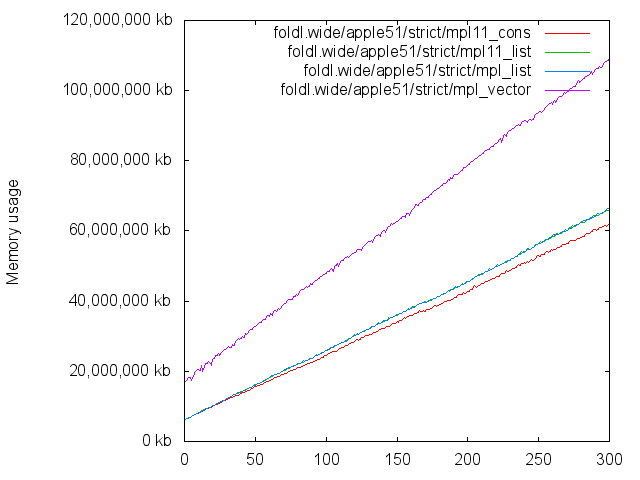 120,000,000 kb
100,000,000 kb
80,000,000 kb
60,000,000 kb
40,000,000 kb
20,000,000 kb
0 kb
Memory usage
foldl.wide/apple51/strict/mpl11_cons
foldl.wide/apple51/strict/mpl11_list
foldl.wide/apple51/strict/mpl_list
foldl.wide/apple51/strict/mpl_vector
0 50 100 150 200 250 300